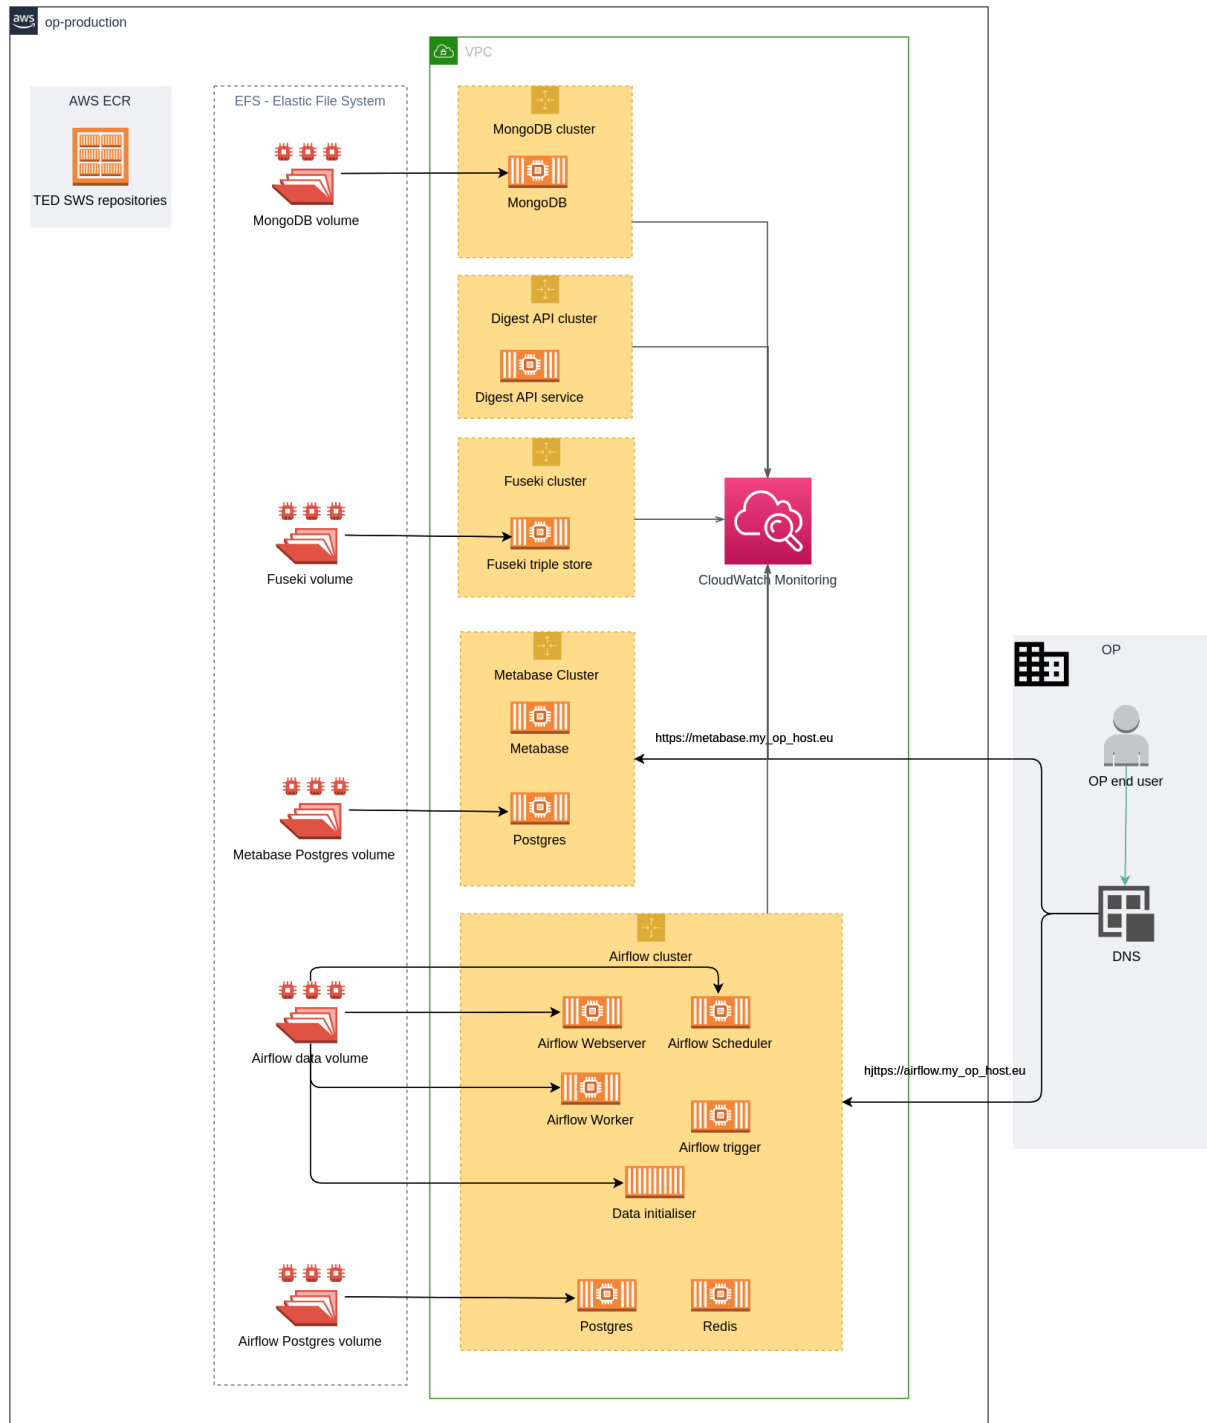 aws
op-production
VPC
AWS ECR
TED SWS repositories
EFS - Elastic File System
MongoDB volume
MongoDB cluster
MongoDB
Digest API cluster
Digest API service
Fuseki cluster
Fuseki volume
Fuseki triple store
CloudWatch Monitoring
Metabase Cluster
Metabase
https://metabase.my_op_host.eu
OP
OP end user
Metabase Postgres volume
Postgres
DNS
Airflow cluster
Airflow data volume
Airflow Webserver
Airflow Scheduler
hjttps://airflow.my_op_host.eu
Airflow Worker
Airflow trigger
Data initialiser
Airflow Postgres volume
Postgres
Redis